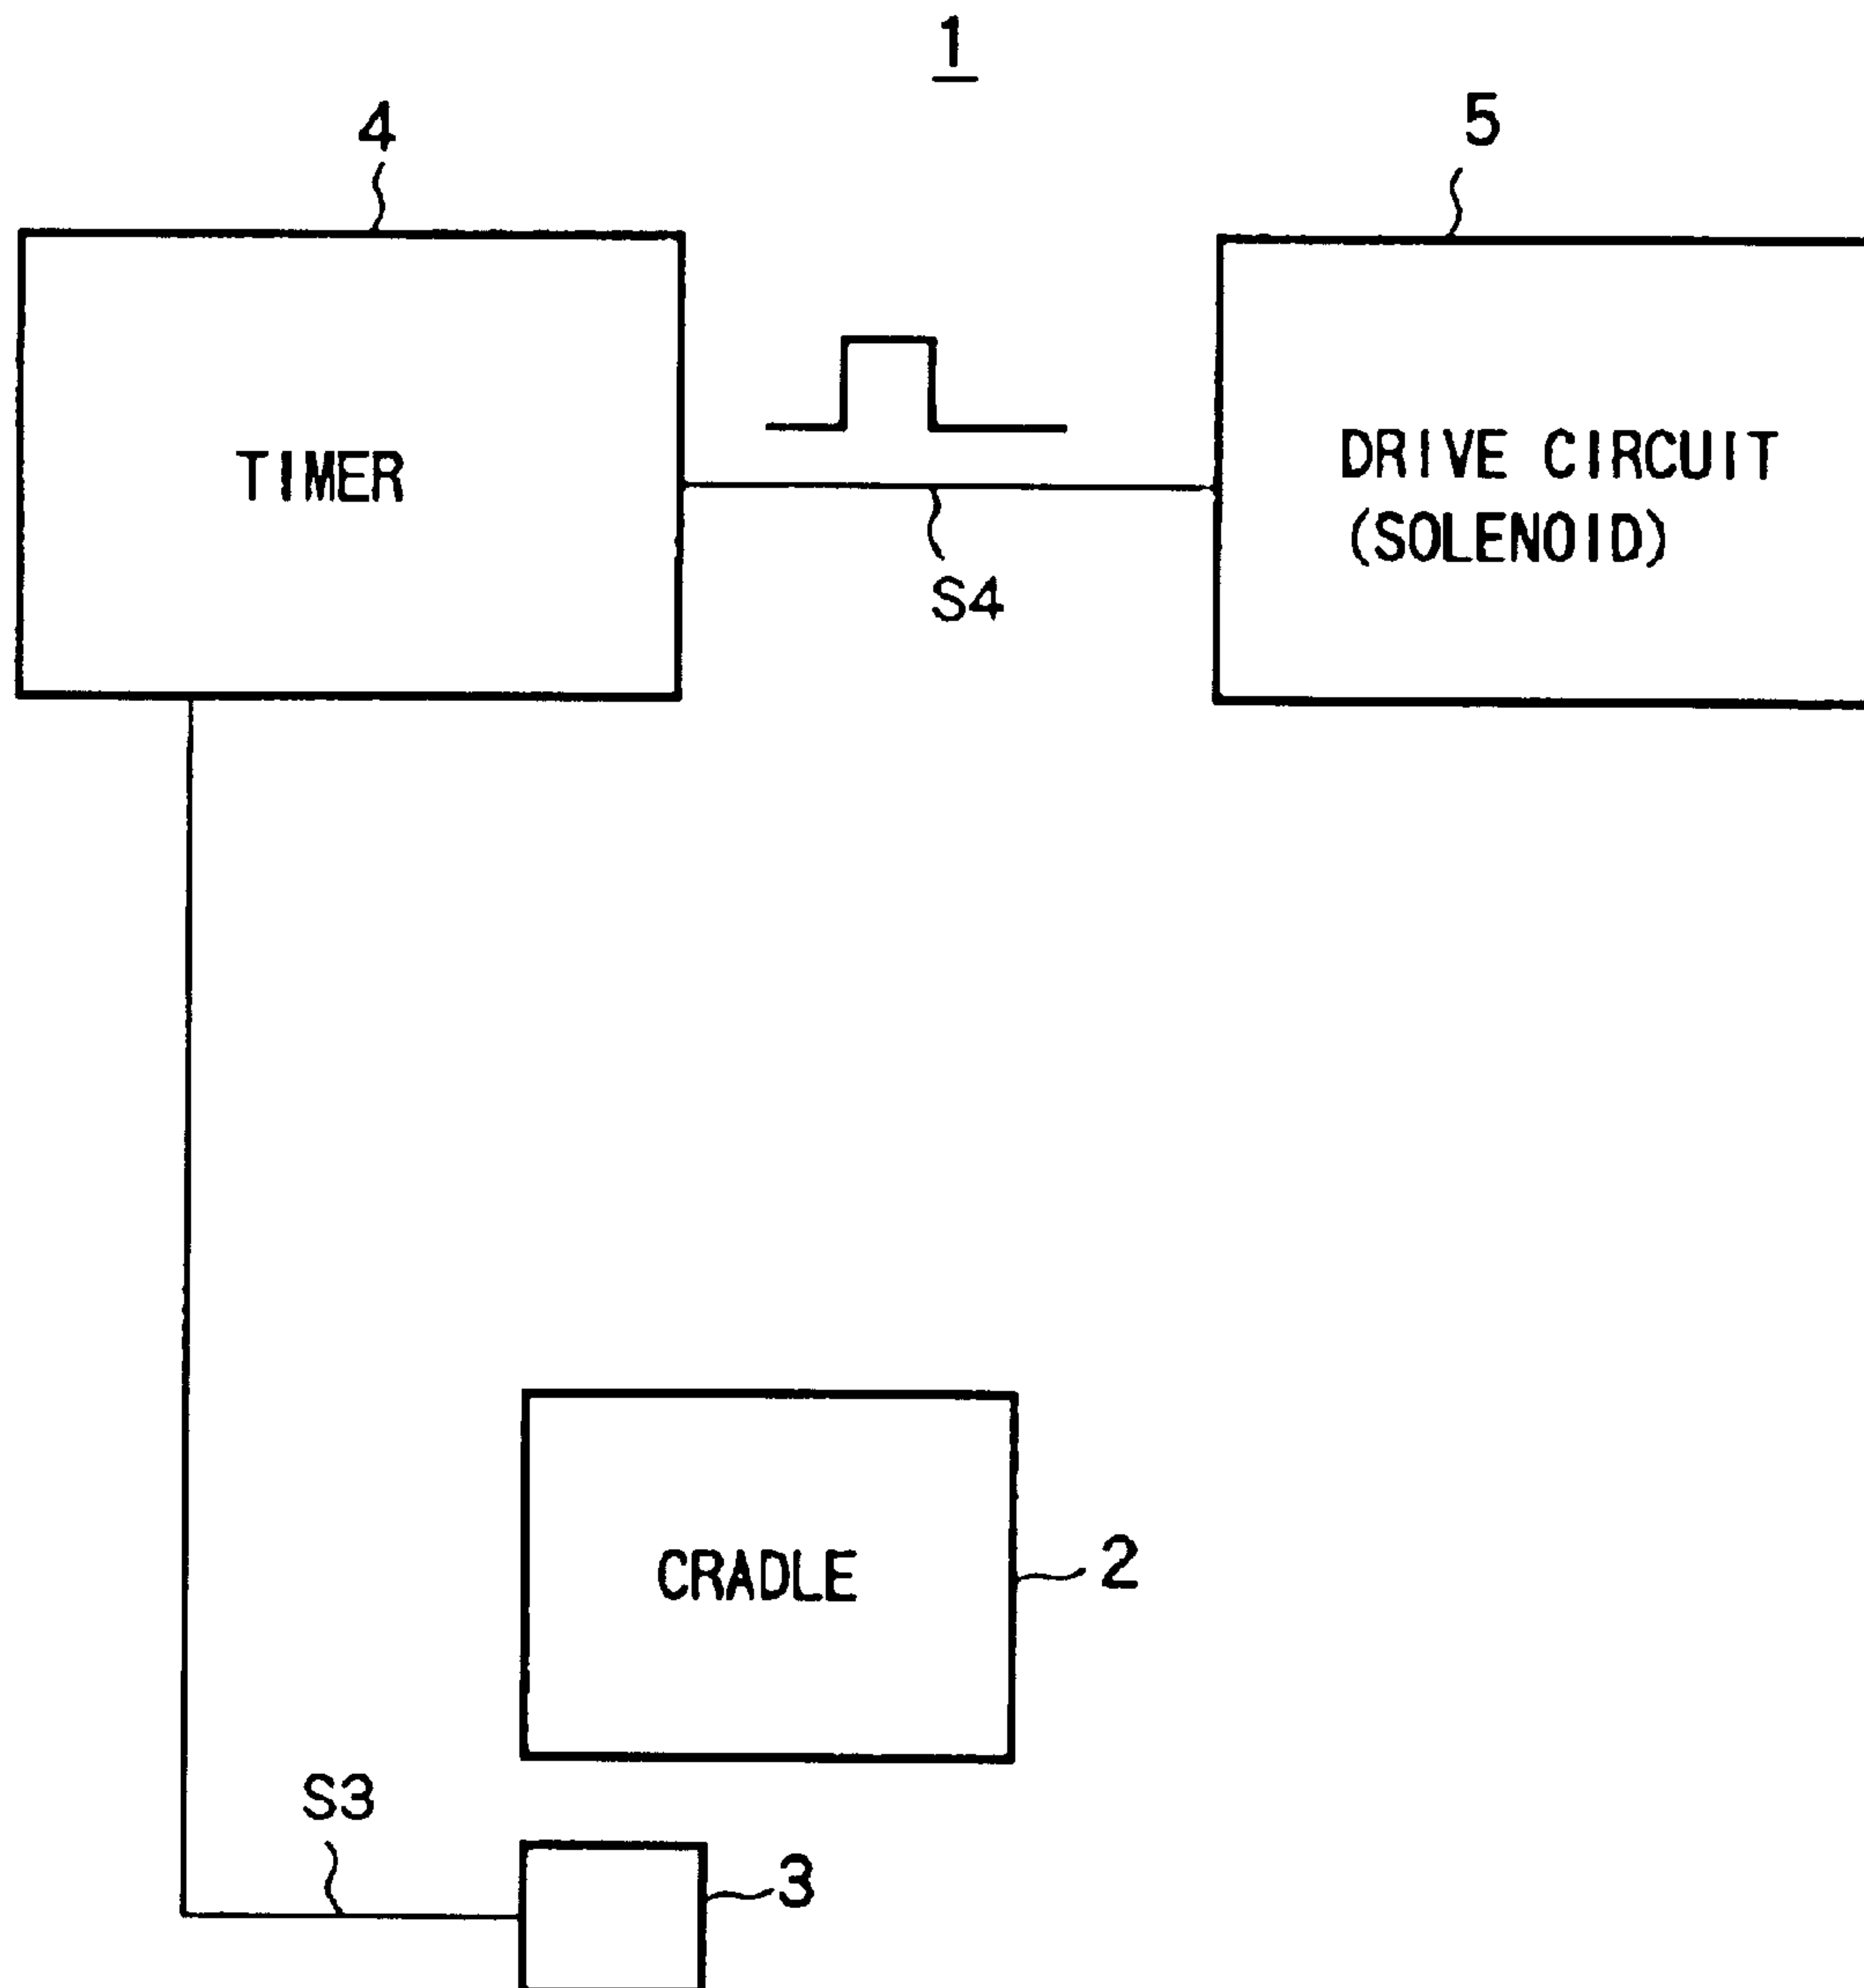 1
4
5
TIMER
DRIVE CIRCUIT
(SOLENOID)
S4
CRADLE
2
S3
3